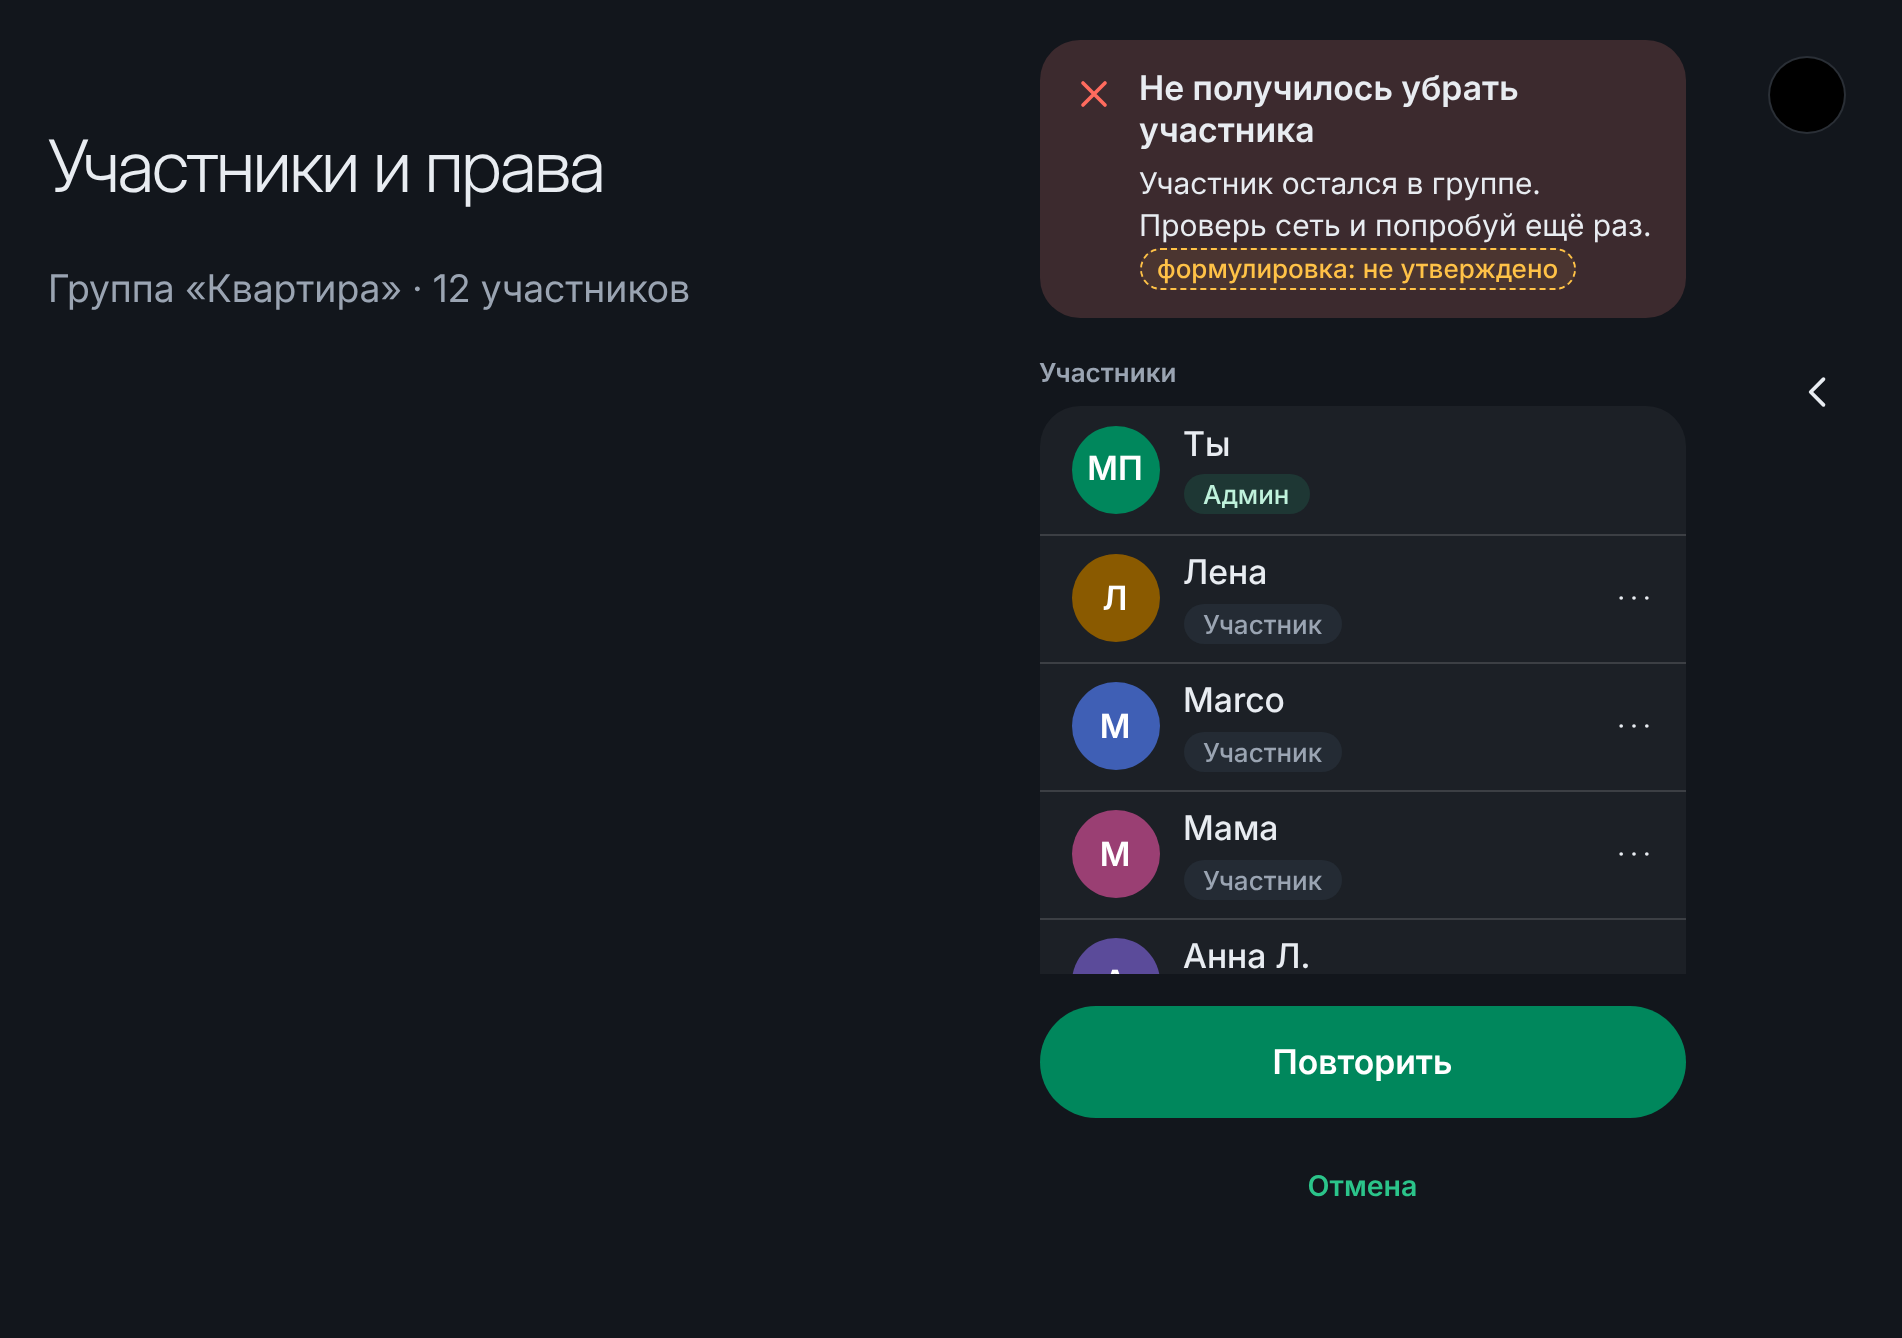 Участники и права
Группа «Квартира» · 12 участников
Не получилось убрать
участника
Участник остался в группе.
Проверь сеть и попробуй ещё раз.
формулировка: не утверждено
Участники
МП
Ты
Админ
Л
Лена
Участник
М
Marco
Участник
М
Мама
Участник
Анна Л.
Повторить
Отмена